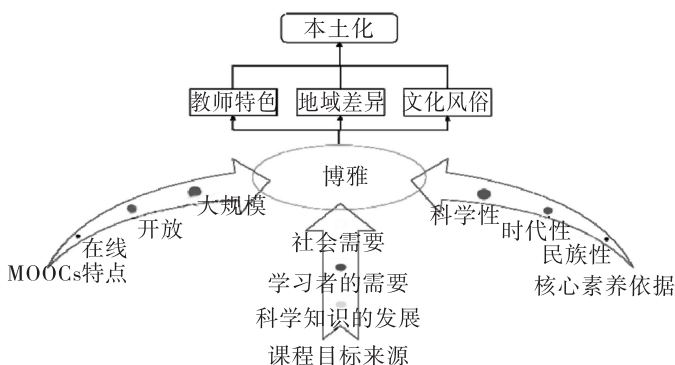 本土化
教师特色
地域差异
文化风俗
博雅
大规模
开放
在线
MOOCs特点
社会需要
学习者的需要
科学知识的发展
课程目标来源
科学性
时代性
民族性
核心素养依据